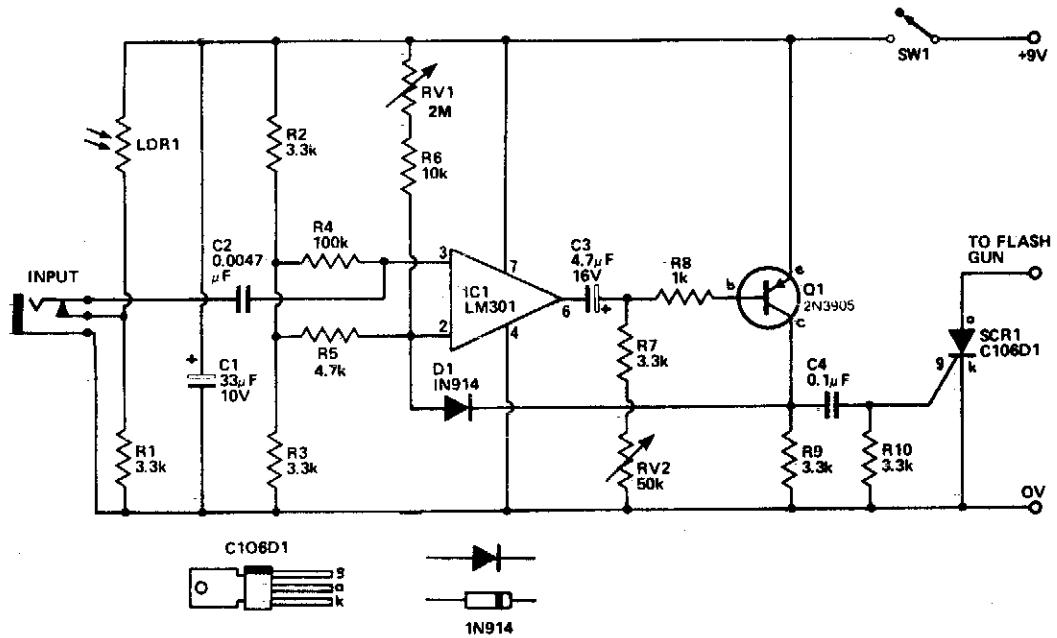 SW1
+9V
RV1
2M
R2
3.3k
LDR1
R6
10k
R4
100k
C2
0.0047
μF
INPUT
3
7
IC1
LM301
6
2
4
C3
4.7μF
16V
+
R8
1k
b
e
c
Q1
2N3905
TO FLASH
GUN
a
SCR1
C106D1
g
k
R5
4.7k
D1
IN914
R7
3.3k
C4
0.1μF
+
C1
33μF
10V
R1
3.3k
R3
3.3k
RV2
50k
R9
3.3k
R10
3.3k
0V
C106D1
g
a
k
1N914